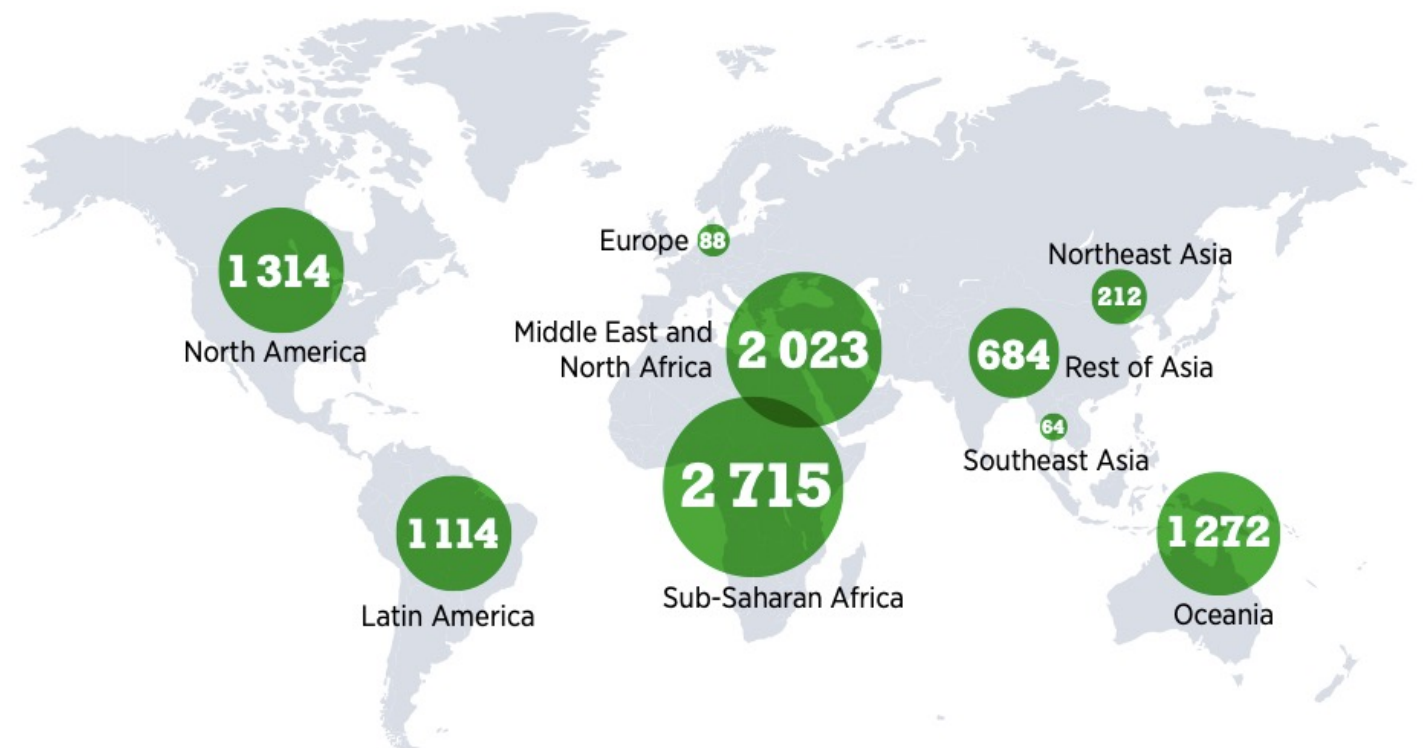 1 314
North America
Europe 88
Northeast Asia
212
Middle East and
North Africa
2 023
684 Rest of Asia
64
Southeast Asia
2 715
Sub-Saharan Africa
1 114
Latin America
1 272
Oceania